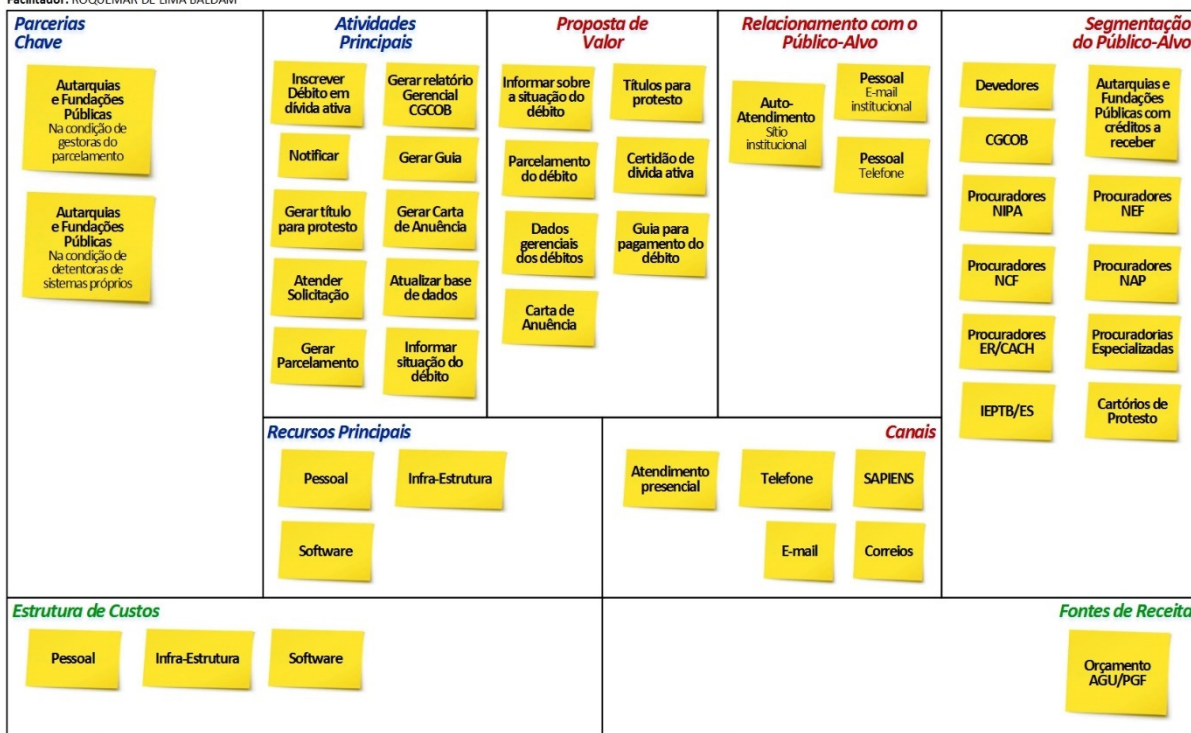 Facilitador: ROQUEMAR DE LIMA BALDAM
Parcerias
Chave
Autarquias
e Fundações
Públicas
Na condição de
gestoras do
parcelamento
Autarquias
e Fundações
Públicas
Na condição de
detentoras de
sistemas próprios
Atividades
Principais
Inscrever
Débito em
dívida ativa
Gerar relatório
Gerencial
CGCOB
Notificar
Gerar Guia
Gerar título
para protesto
Gerar Carta
de Anuência
Atender
Solicitação
Atualizar base
de dados
Gerar
Parcelamento
Informar
situação do
débito
Proposta de
Valor
Informar sobre
a situação do
débito
Títulos para
protesto
Parcelamento
do débito
Certidão de
divida ativa
Dados
gerenciais
dos débitos
Guia para
pagamento do
débito
Carta de
Anuência
Relacionamento com o
Público-Alvo
Auto-
Atendimento
Sítio
institucional
Pessoal
E-mail
institucional
Pessoal
Telefone
Segmentação
do Público-Alvo
Devedores
Autarquias e
Fundações
Públicas com
créditos a
receber
CGCOB
Procuradores
NIPA
Procuradores
NEF
Procuradores
NCF
Procuradores
NAP
Procuradores
ER/CACH
Procuradorias
Especializadas
IEPTB/ES
Cartórios de
Protesto
Recursos Principais
Pessoal
Infra-Estrutura
Software
Canais
Atendimento
presencial
Telefone
SAPIENS
E-mail
Correios
Estrutura de Custos
Pessoal
Infra-Estrutura
Software
Fontes de Receita
Orçamento
AGU/PGF